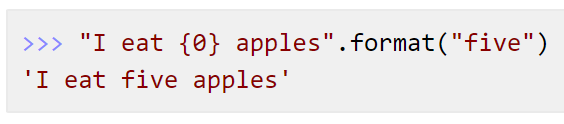 >>> "I eat {0} apples".format("five")
'I eat five apples'